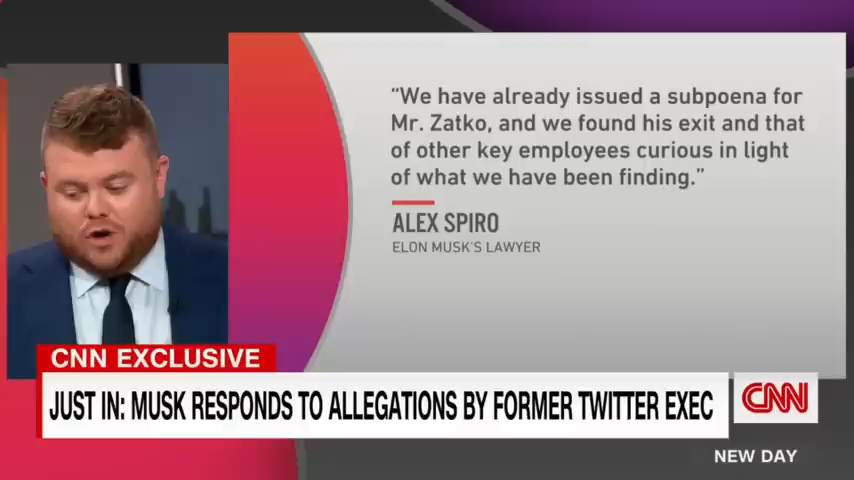 “We have already issued a subpoena for
Mr. Zatko, and we found his exit and that
of other key employees curious in light
of what we have been finding.”
ALEX SPIRO
ELON MUSK'S LAWYER
CNN EXCLUSIVE
JUST IN: MUSK RESPONDS TO ALLEGATIONS BY FORMER TWITTER EXEC
CNN
NEW DAY